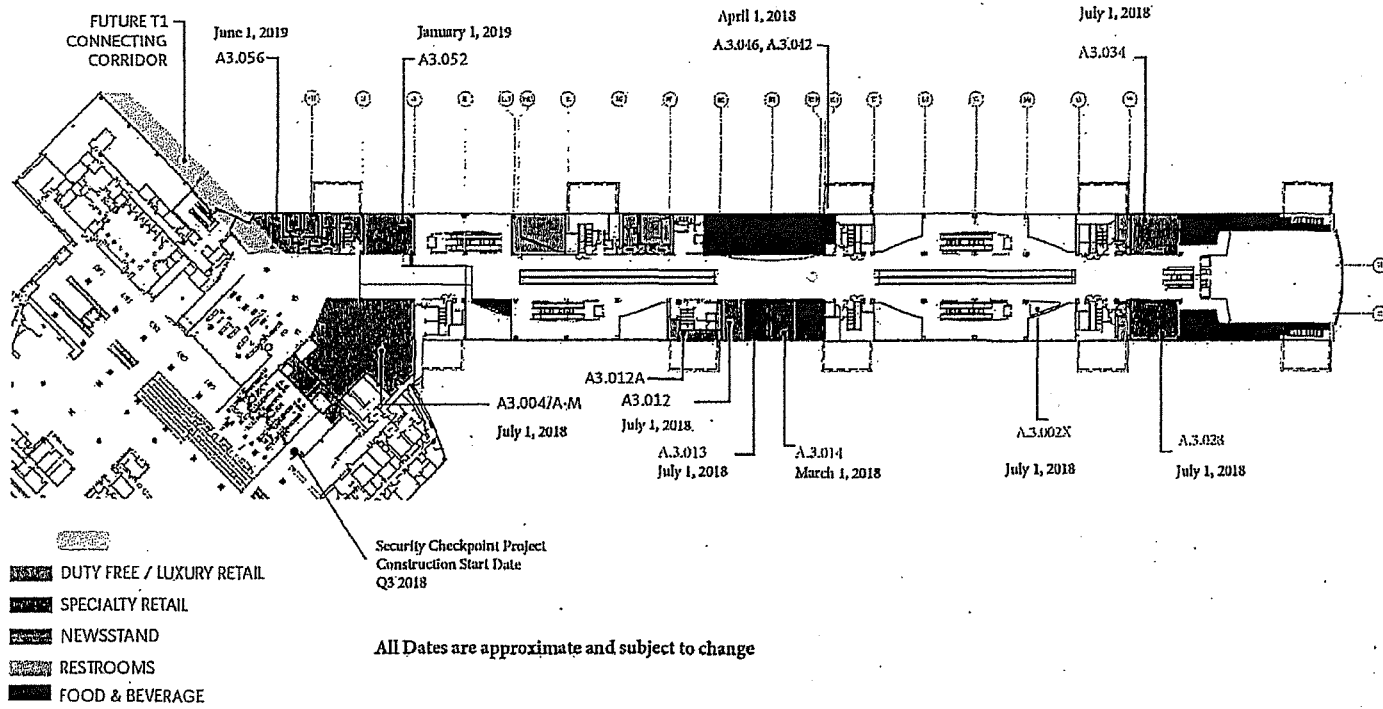 FUTURE T1
CONNECTING
CORRIDOR
June 1, 2019
A3.056
January 1, 2019
A3.052
April 1, 2018
A.3.046, A.3.042
July 1, 2018
A3.034
A3.0047A-M
July 1, 2018
A3.012A
A3.012
July 1, 2018
A.3.013
July 1, 2018
A.3.014
March 1, 2018
A.3.002X
July 1, 2018
A.3.028
July 1, 2018
Security Checkpoint Project
Construction Start Date
Q3 2018
DUTY FREE / LUXURY RETAIL
SPECIALTY RETAIL
NEWSSTAND
RESTROOMS
FOOD & BEVERAGE
All Dates are approximate and subject to change